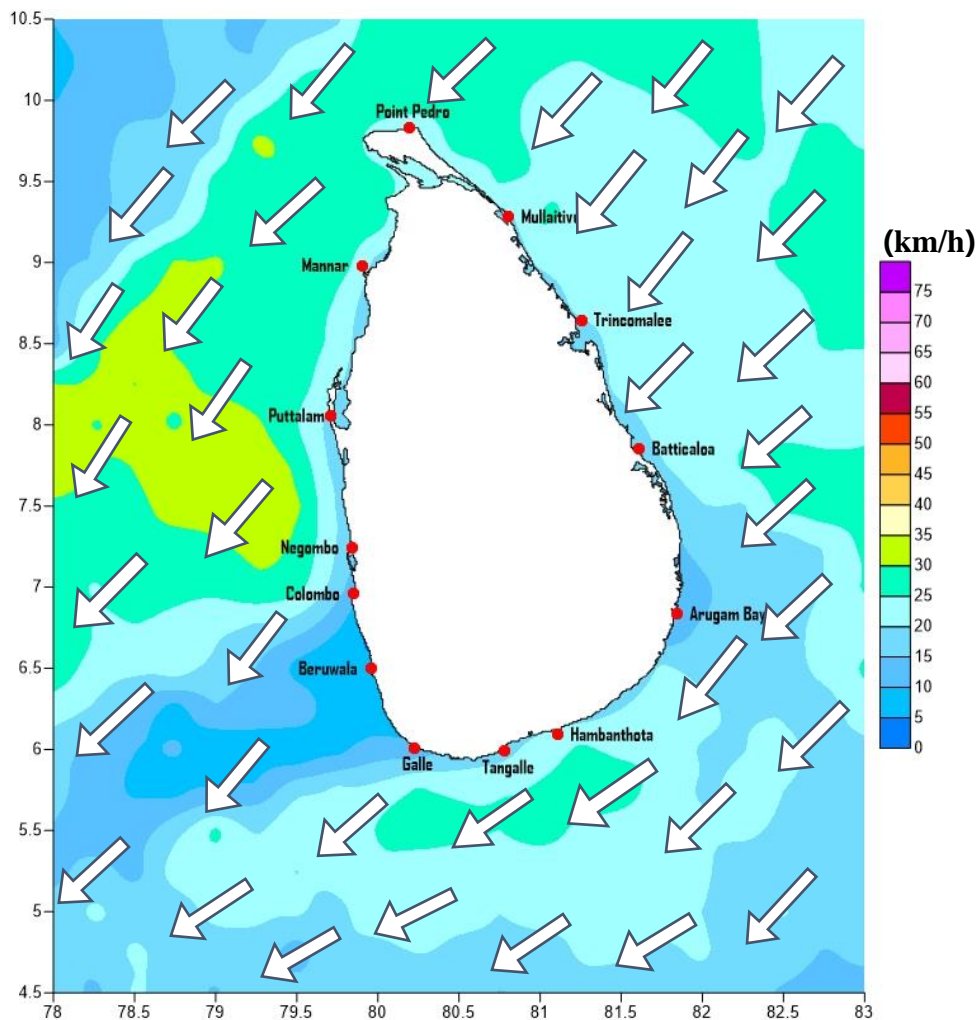 10.5
10
9.5
9
8.5
8
7.5
7
6.5
6
5.5
5
4.5
78
78.5
79
79.5
80
80.5
81
81.5
82
82.5
83
Point Pedro
Mullaitivu
Mannar
Trincomalee
Puttalam
Batticaloa
Negombo
Colombo
Arugam Bay
Beruwala
Hambanthota
Galle
Tangalle
(km/h)
75
70
65
60
55
50
45
40
35
30
25
20
15
10
5
0